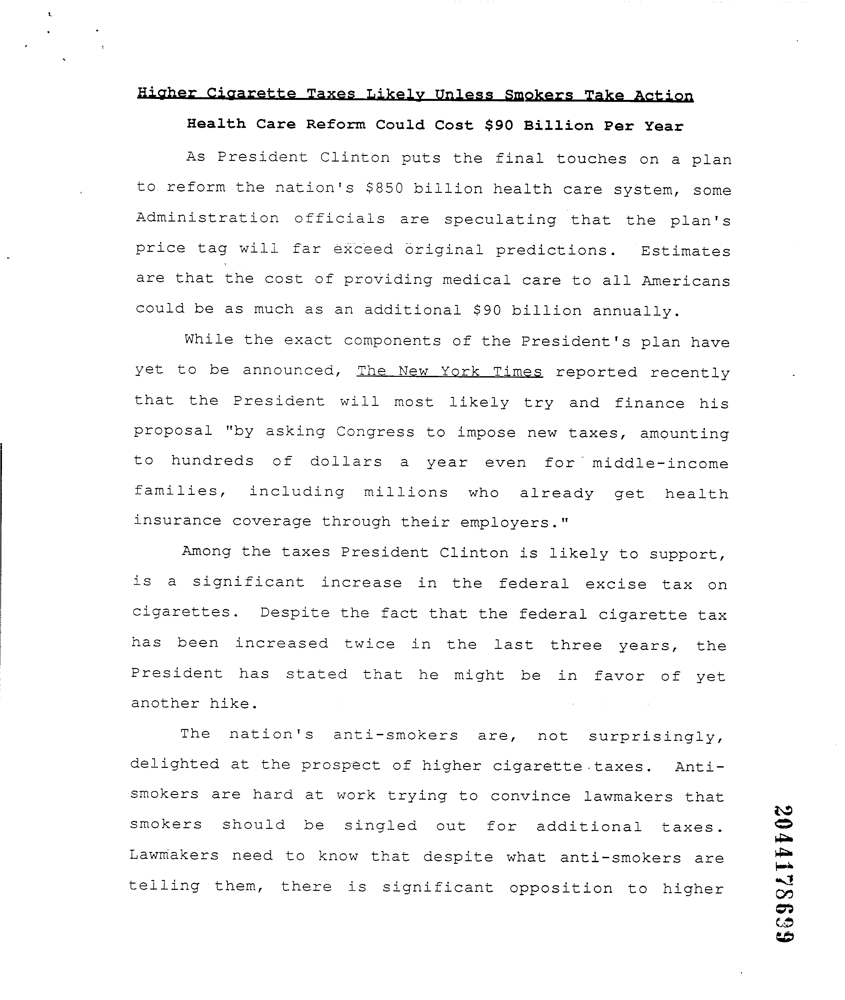 Higher Cigarette Taxes Likely Unless Smokers Take Action
Health Care Reform Could Cost $90 Billion Per Year
As President Clinton puts the final touches on a plan
to reform the nation's $850 billion health care system, some
Administration officials are speculating that the plan's
price tag will far exceed original predictions. Estimates
are that the cost of providing medical care to all Americans
could be as much as an additional $90 billion annually.
While the exact components of the President's plan have
yet to be announced, The New York Times reported recently
that the President will most likely try and finance his
proposal "by asking Congress to impose new taxes, amounting
to hundreds of dollars a year even for middle-income
families, including millions who already get health
insurance coverage through their employers."
Among the taxes President Clinton is likely to support,
is a significant increase in the federal excise tax on
cigarettes. Despite the fact that the federal cigarette tax
has been increased twice in the last three years, the
President has stated that he might be in favor of yet
another hike.
The nation's anti-smokers are, not surprisingly,
delighted at the prospect of higher cigarette taxes. Anti-
smokers are hard at work trying to convince lawmakers that
smokers should be singled out for additional taxes.
Lawmakers need to know that despite what anti-smokers are
telling them, there is significant opposition to higher
2044178699